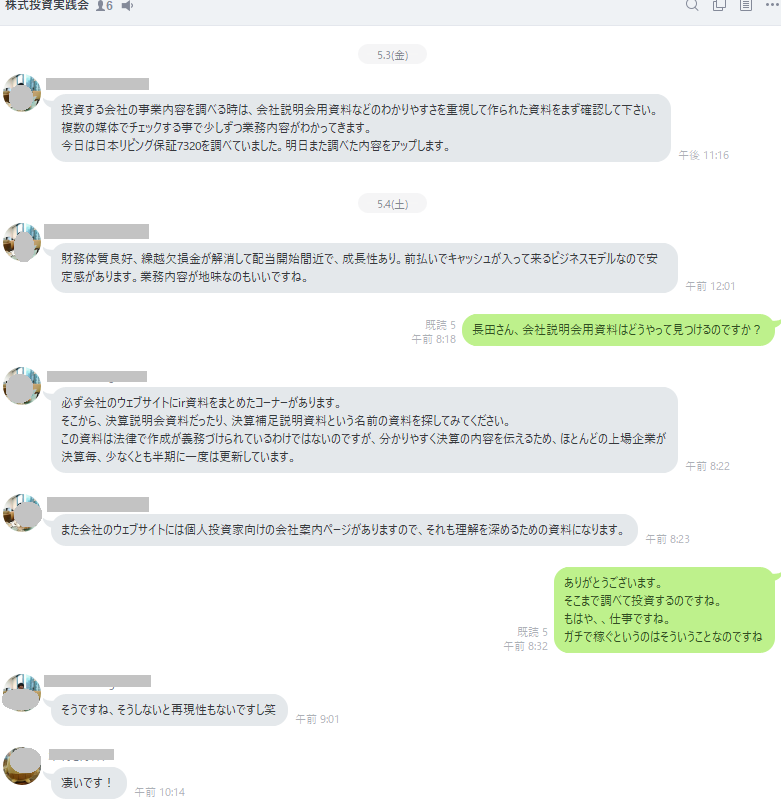 株式投資実践会 6
5.3(金)
投資する会社の事業内容を調べる時は、会社説明会用資料などのわかりやすさを重視して作られた資料をまず確認して下さい。
複数の媒体でチェックする事で少しずつ業務内容がわかってきます。
今日は日本リビング保証7320を調べていました。明日また調べた内容をアップします。
午後 11:16
5.4(土)
財務体質良好、繰越欠損金が解消して配当開始間近で、成長性あり。前払いでキャッシュが入って来るビジネスモデルなので安
定感があります。業務内容が地味なのもいいですね。
午前 12:01
既読 5
午前 8:18
長田さん、会社説明会用資料はどうやって見つけるのですか？
必ず会社のウェブサイトにir資料をまとめたコーナーがあります。
そこから、決算説明会資料だったり、決算補足説明資料という名前の資料を探してみてください。
この資料は法律で作成が義務づけられているわけではないのですが、分かりやすく決算の内容を伝えるため、ほとんどの上場企業が
決算毎、少なくとも半期に一度は更新しています。
午前 8:22
また会社のウェブサイトには個人投資家向けの会社案内ページがありますので、それも理解を深めるための資料になります。
午前 8:23
ありがとうございます。
そこまで調べて投資するのですね。
もはや、、仕事ですね。
ガチで稼ぐというのはそういうことなのですね
既読 5
午前 8:32
そうですね、そうしないと再現性もないですし笑
午前 9:01
凄いです！
午前 10:14